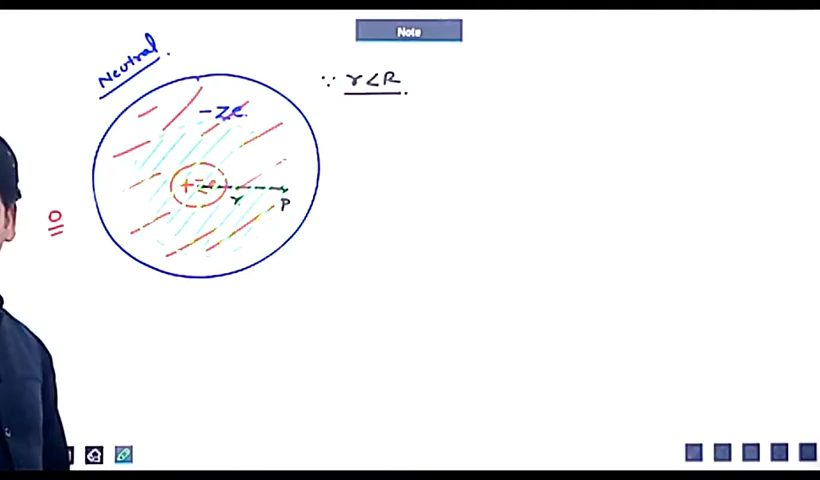 Note
Neutral.
∵ r<R.
-Ze
+Ze
r
P